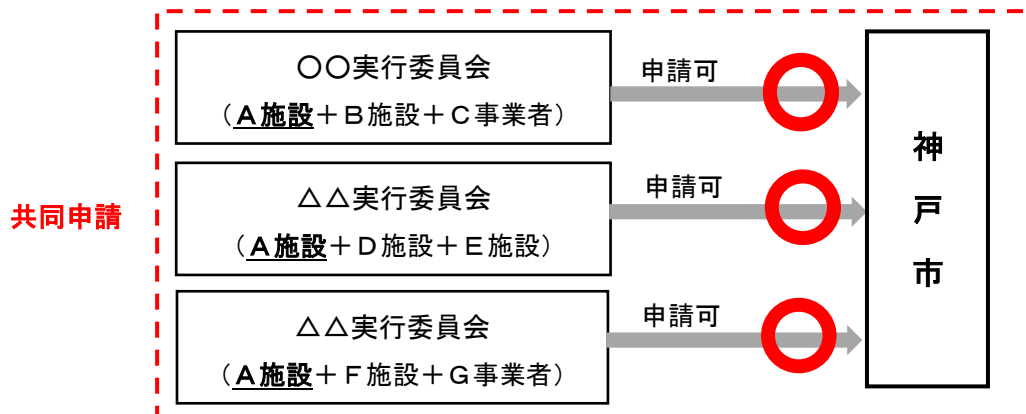 共同申請
〇〇実行委員会
（Ａ施設＋Ｂ施設＋Ｃ事業者）
申請可
△△実行委員会
（Ａ施設＋Ｄ施設＋Ｅ施設）
申請可
△△実行委員会
（Ａ施設＋Ｆ施設＋Ｇ事業者）
申請可
神戸市